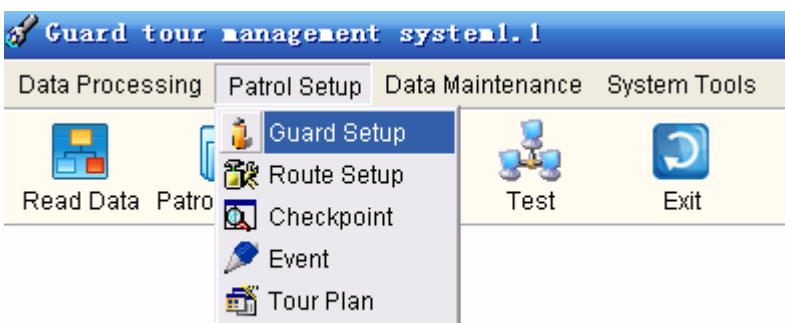 Guard tour management system1.1
Data Processing Patrol Setup Data Maintenance System Tools
Guard Setup
Route Setup
Checkpoint
Event
Tour Plan
Read Data Patro Test Exit